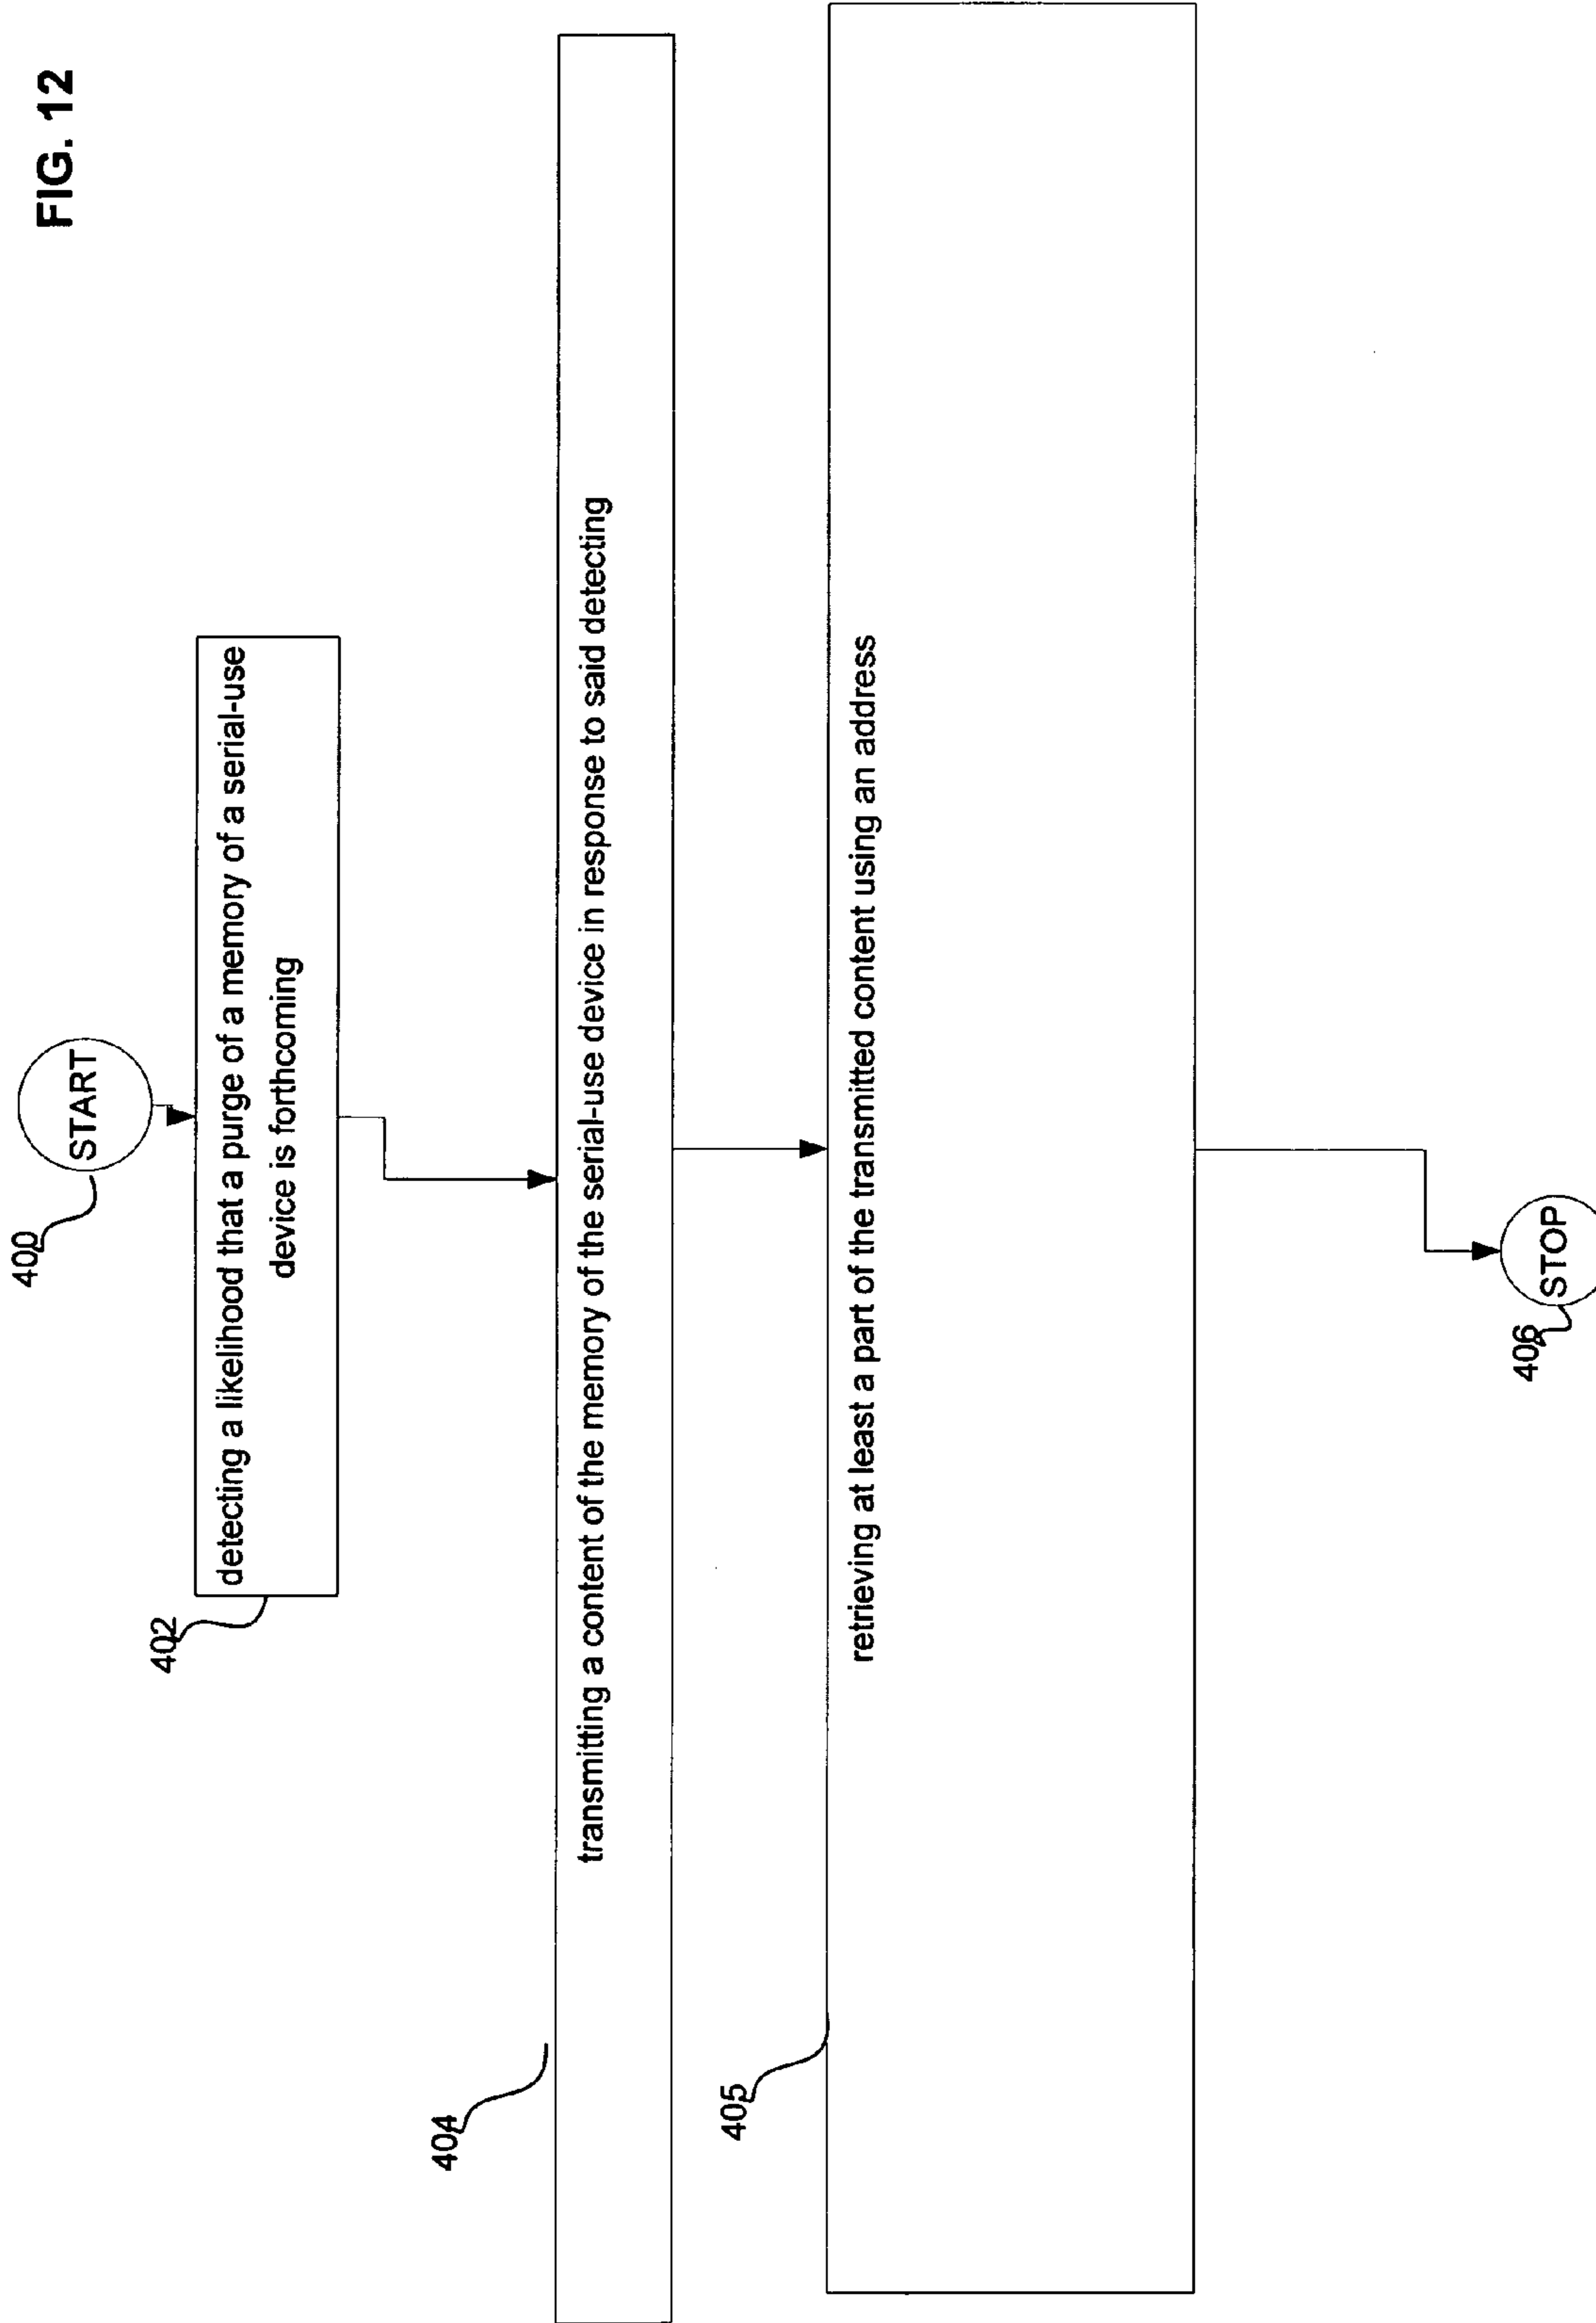 FIG. 12
400
START
402
detecting a likelihood that a purge of a memory of a serial-use
device is forthcoming
404
transmitting a content of the memory of the serial-use device in response to said detecting
405
retrieving at least a part of the transmitted content using an address
406
STOP